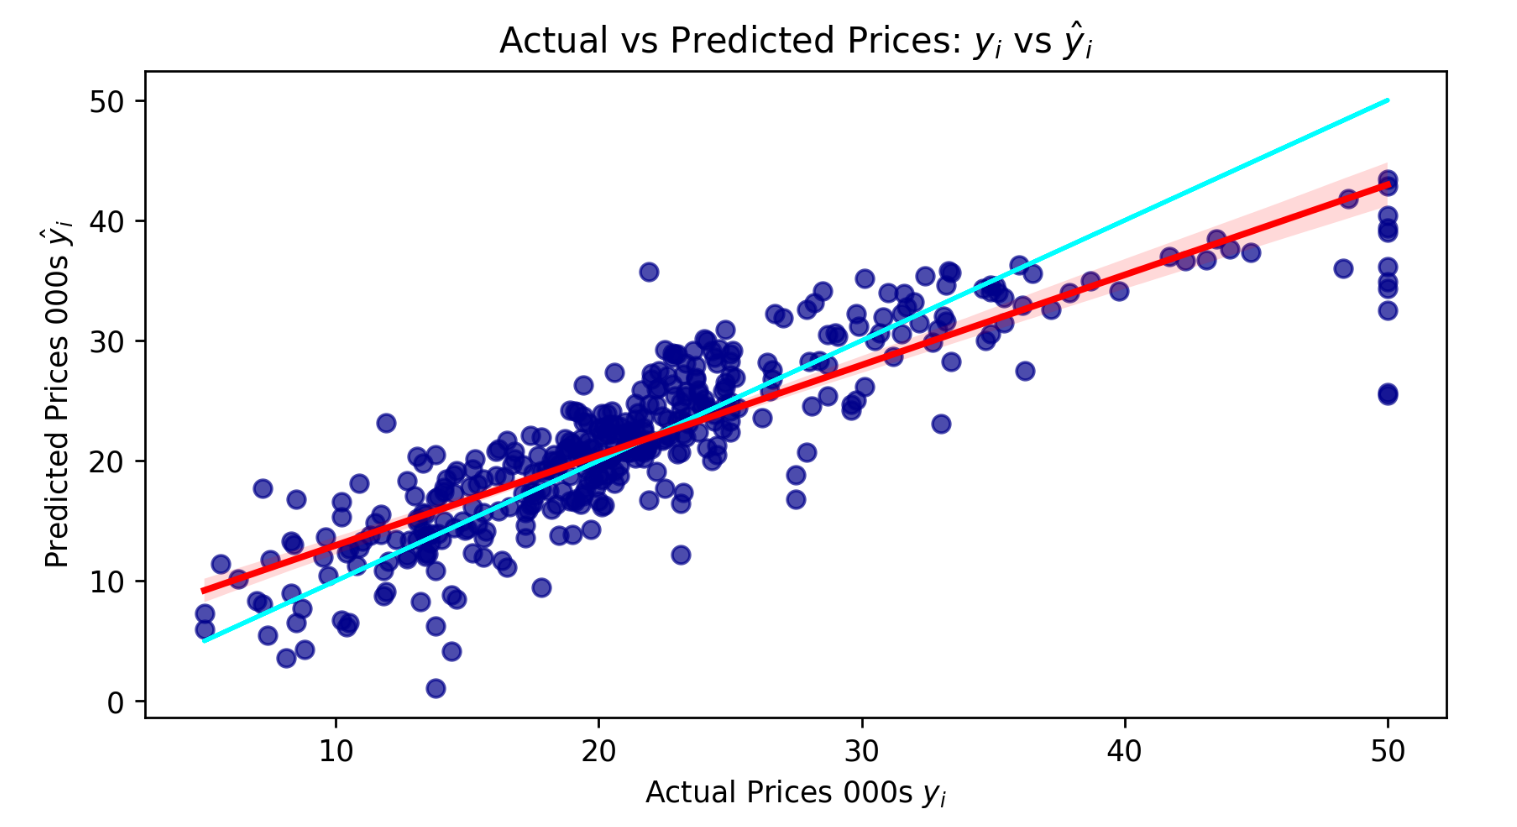 Actual vs Predicted Prices: yᵢ vs ŷᵢ
50
40
30
20
10
0
Predicted Prices 000s ŷᵢ
10 20 30 40 50
Actual Prices 000s yᵢ